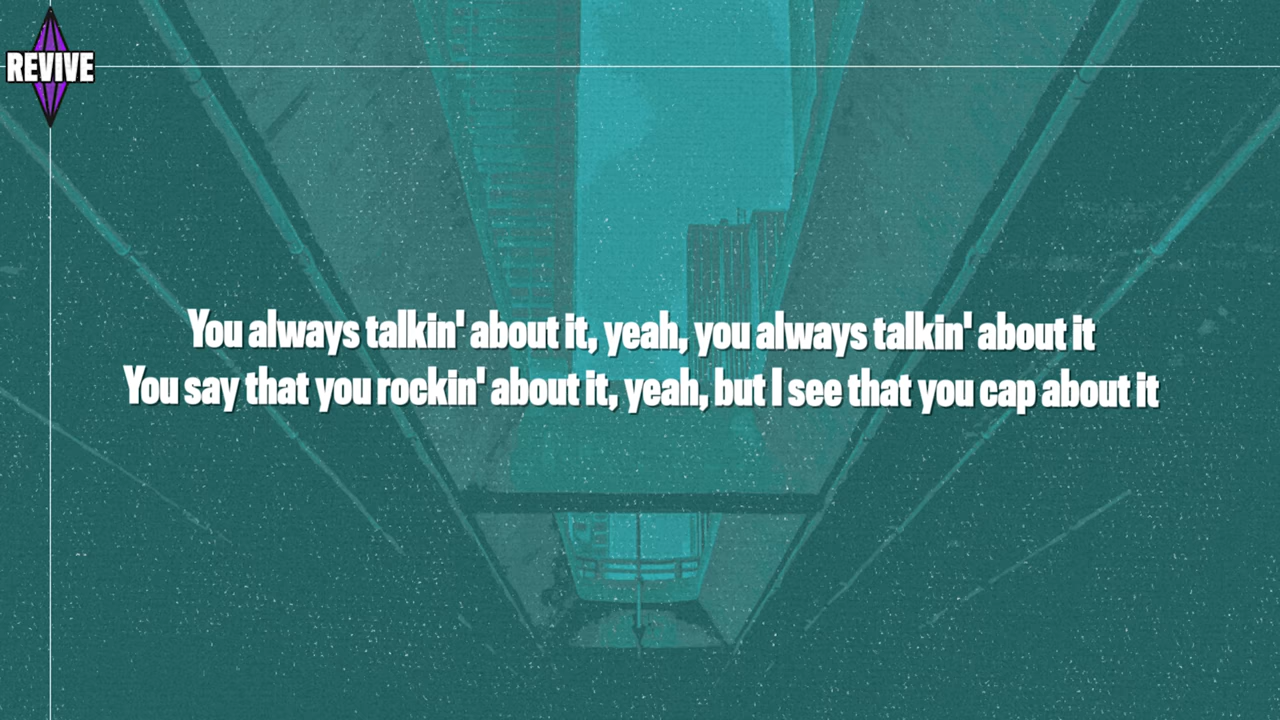 REVIVE
You always talkin' about it, yeah, you always talkin' about it
You say that you rockin' about it, yeah, but I see that you cap about it